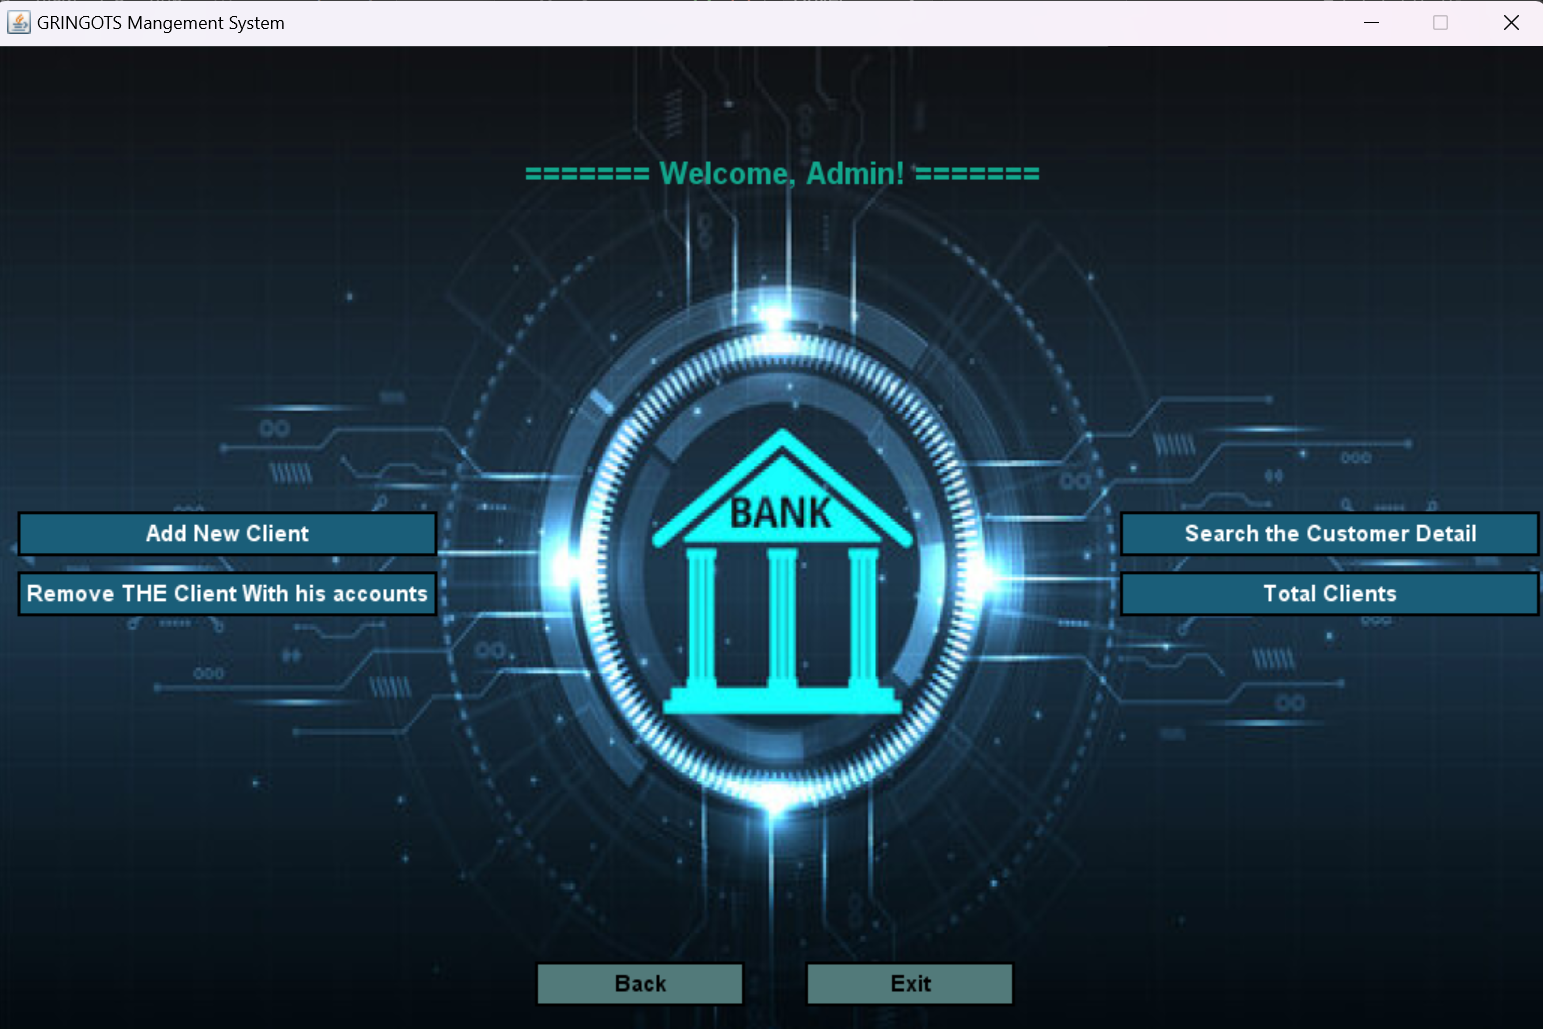 GRINGOTS Mangement System
======= Welcome, Admin! =======
BANK
Add New Client
Search the Customer Detail
Remove THE Client With his accounts
Total Clients
Back
Exit